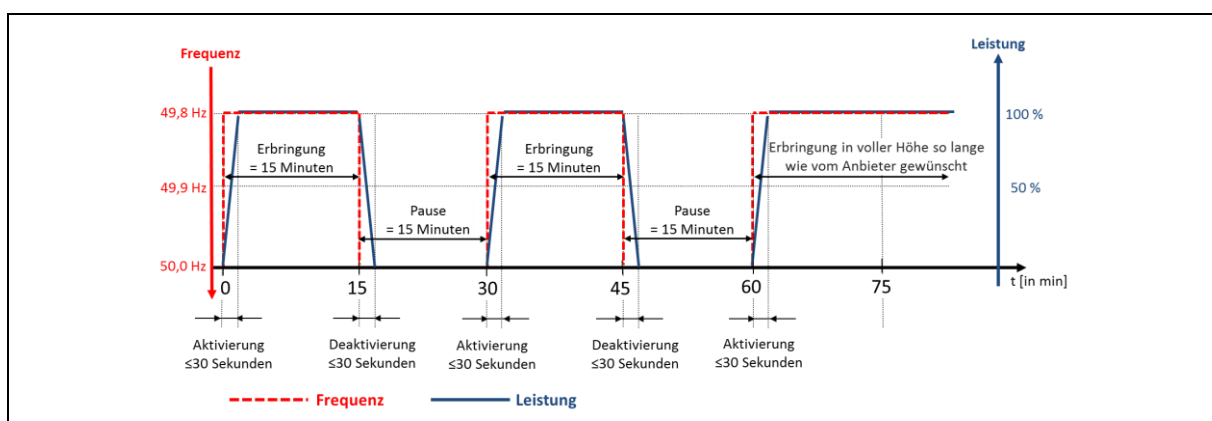 Frequenz
Leistung
49,8 Hz
100 %
Erbringung
= 15 Minuten
Erbringung
= 15 Minuten
Erbringung in voller Höhe so lange
wie vom Anbieter gewünscht
49,9 Hz
50 %
Pause
= 15 Minuten
Pause
= 15 Minuten
50,0 Hz
0
15
30
45
60
75
t [in min]
Aktivierung
≤30 Sekunden
Deaktivierung
≤30 Sekunden
Aktivierung
≤30 Sekunden
Deaktivierung
≤30 Sekunden
Aktivierung
≤30 Sekunden
Frequenz
Leistung